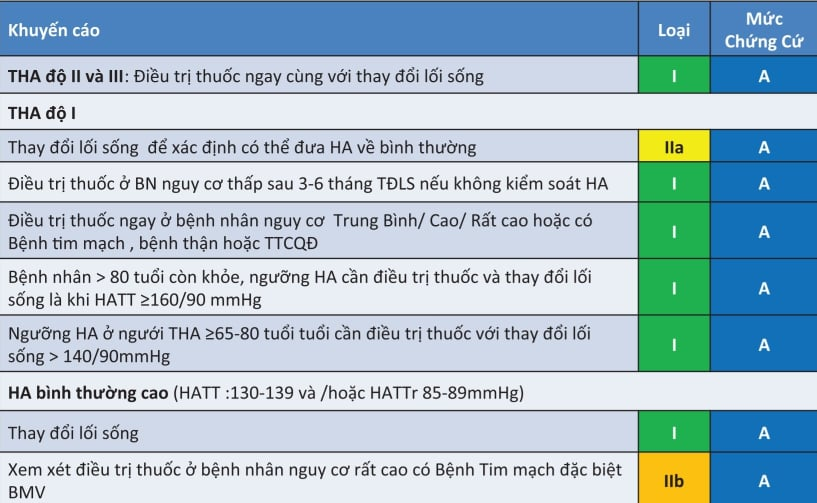 Khuyến cáo Loại Mức Chứng Cứ
THA độ II và III: Điều trị thuốc ngay cùng với thay đổi lối sống I A
THA độ I
Thay đổi lối sống để xác định có thể đưa HA về bình thường IIa A
Điều trị thuốc ở BN nguy cơ thấp sau 3-6 tháng TĐLS nếu không kiểm soát HA I A
Điều trị thuốc ngay ở bệnh nhân nguy cơ Trung Bình/ Cao/ Rất cao hoặc có
Bệnh tim mạch , bệnh thận hoặc TTCQĐ I A
Bệnh nhân > 80 tuổi còn khỏe, ngưỡng HA cần điều trị thuốc và thay đổi lối
sống là khi HATT ≥160/90 mmHg I A
Ngưỡng HA ở ngưới THA ≥65-80 tuổi tuổi cần điều trị thuốc với thay đổi lối
sống > 140/90mmHg I A
HA bình thường cao (HATT :130-139 và /hoặc HATTr 85-89mmHg)
Thay đổi lối sống I A
Xem xét điều trị thuốc ở bệnh nhân nguy cơ rất cao có Bệnh Tim mạch đặc biệt
BMV IIb A